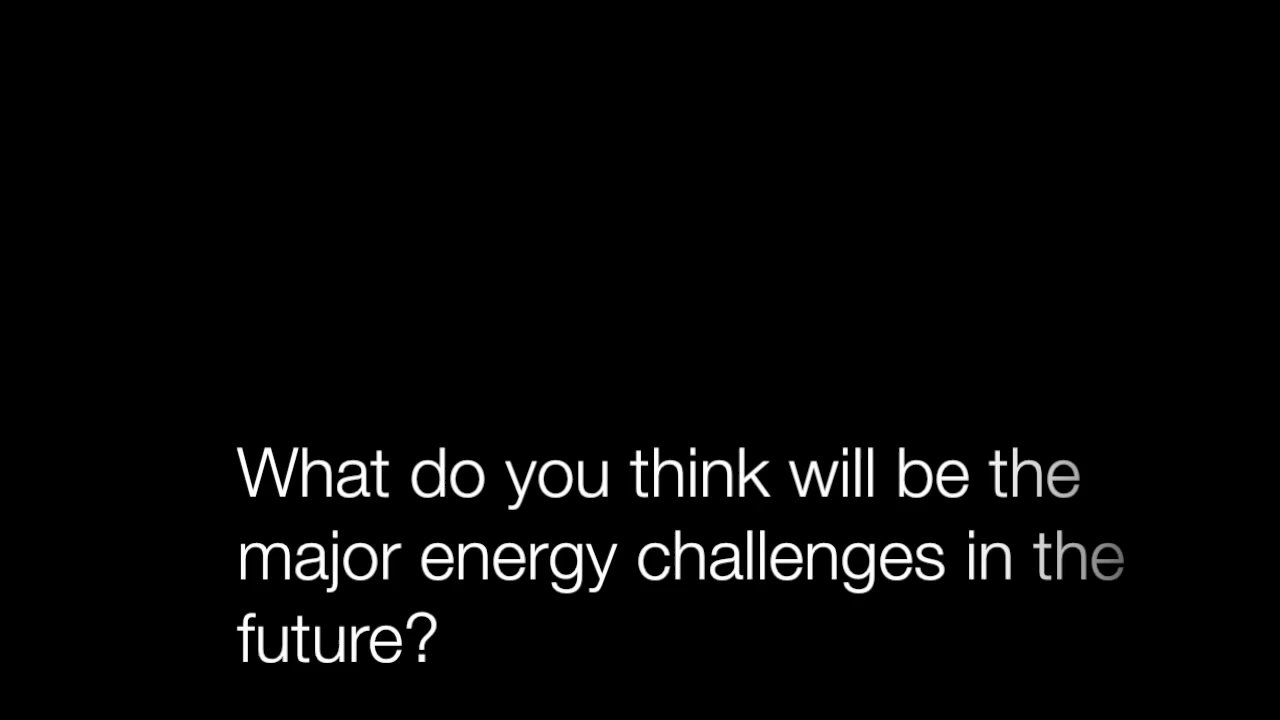 What do you think will be the
major energy challenges in the
future?